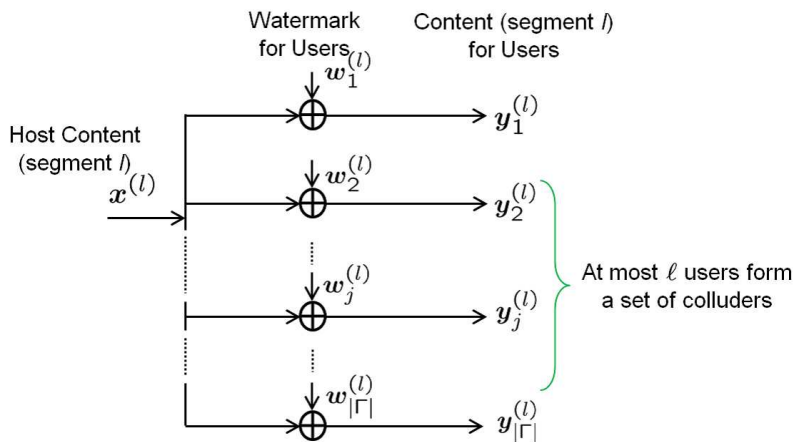 Watermark
for Users
Content (segment l)
for Users
w_1^{(l)}
y_1^{(l)}
Host Content
(segment l)
x^{(l)}
w_2^{(l)}
y_2^{(l)}
At most ℓ users form
a set of colluders
w_j^{(l)}
y_j^{(l)}
w_{|Γ|}^{(l)}
y_{|Γ|}^{(l)}